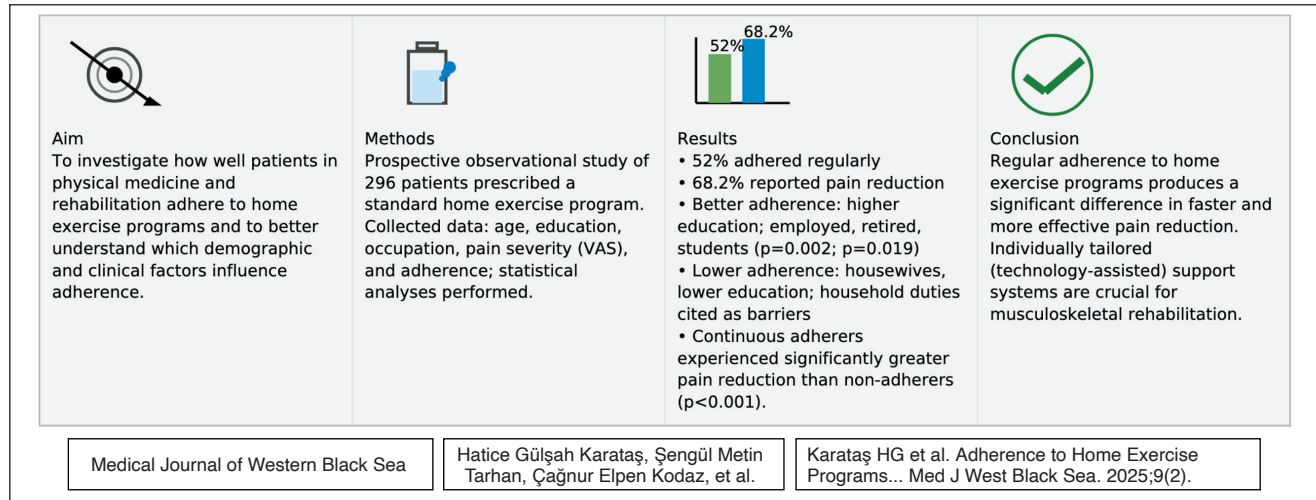 Aim
To investigate how well patients in
physical medicine and
rehabilitation adhere to home
exercise programs and to better
understand which demographic
and clinical factors influence
adherence.
Methods
Prospective observational study of
296 patients prescribed a
standard home exercise program.
Collected data: age, education,
occupation, pain severity (VAS),
and adherence; statistical
analyses performed.
52%
68.2%
Results
• 52% adhered regularly
• 68.2% reported pain reduction
• Better adherence: higher
education; employed, retired,
students (p=0.002; p=0.019)
• Lower adherence: housewives,
lower education; household duties
cited as barriers
• Continuous adherers
experienced significantly greater
pain reduction than non-adherers
(p<0.001).
Conclusion
Regular adherence to home
exercise programs produces a
significant difference in faster and
more effective pain reduction.
Individually tailored
(technology-assisted) support
systems are crucial for
musculoskeletal rehabilitation.
Medical Journal of Western Black Sea
Hatice Gülşah Karataş, Şengül Metin
Tarhan, Çağnur Elpen Kodaz, et al.
Karataş HG et al. Adherence to Home Exercise
Programs... Med J West Black Sea. 2025;9(2).